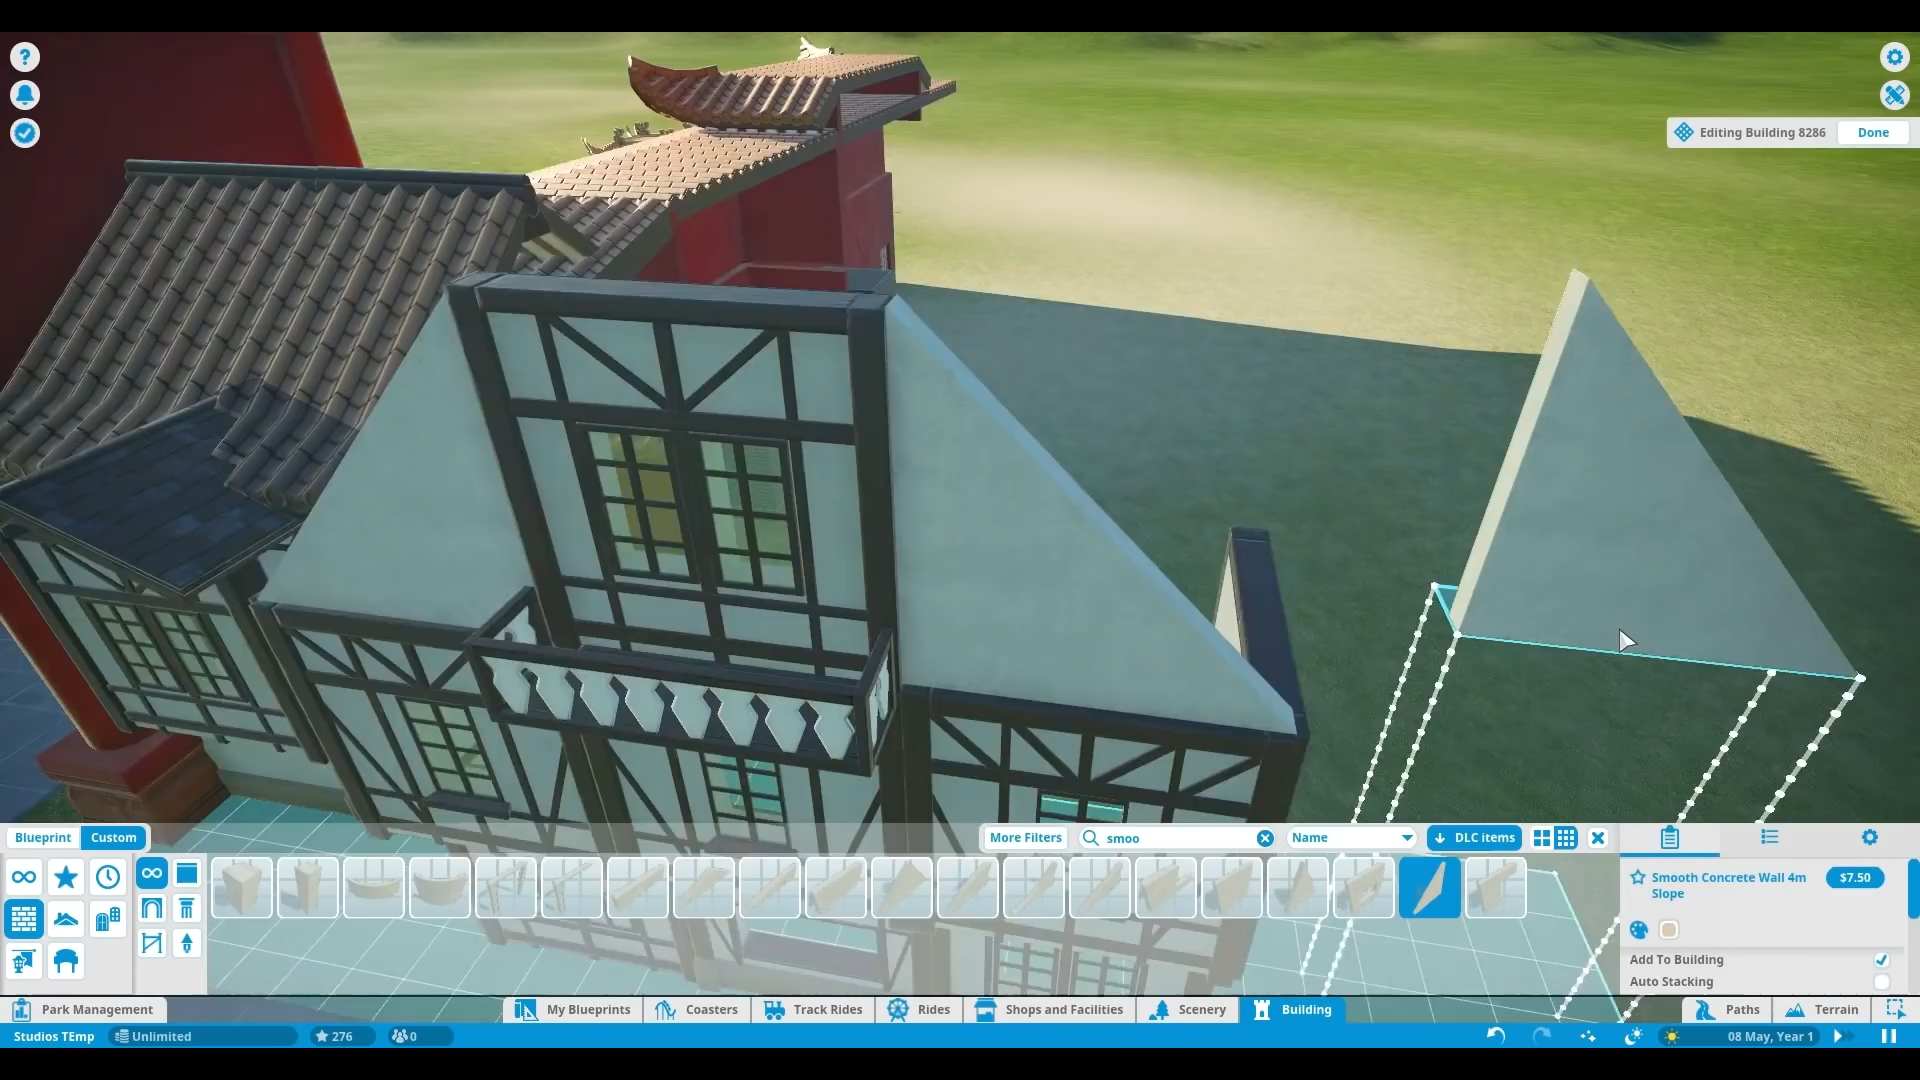 ?
Editing Building 8286
Done
Blueprint
Custom
More Filters
smoo
Name
DLC items
Smooth Concrete Wall 4m
Slope
$7.50
Add To Building
Auto Stacking
Park Management
My Blueprints
Coasters
Track Rides
Rides
Shops and Facilities
Scenery
Building
Paths
Terrain
Studios TEmp
Unlimited
276
0
08 May, Year 1